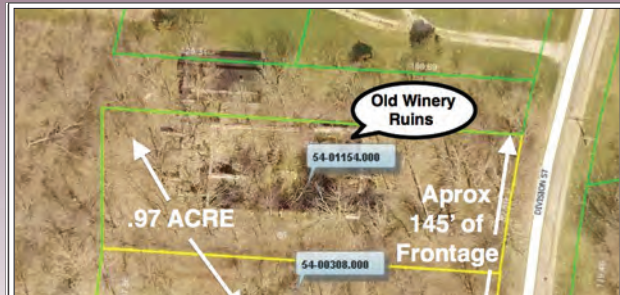 Old Winery
Ruins
54-01154.000
.97 ACRE
Aprox
145' of
Frontage
DIVISION ST
54-00308.000